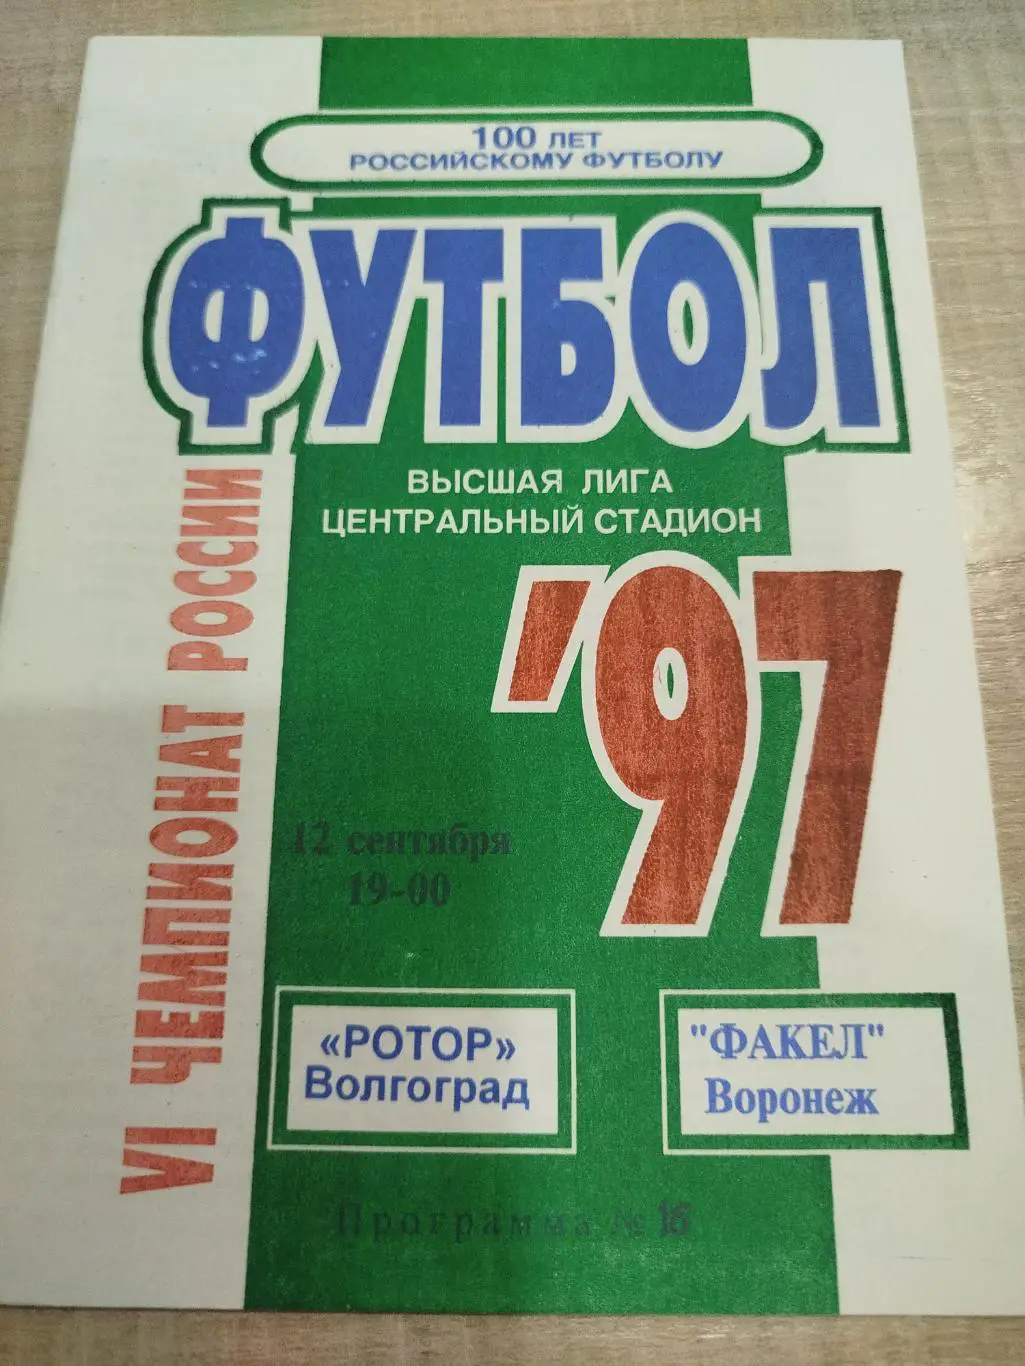 100 ЛЕТ
РОССИЙСКОМУ ФУТБОЛУ
ФУТБОЛ
ВЫСШАЯ ЛИГА
ЦЕНТРАЛЬНЫЙ СТАДИОН
'97
VI ЧЕМПИОНАТ РОССИИ
12 сентября
19-00
«РОТОР»
Волгоград
"ФАКЕЛ"
Воронеж
Программа № 16